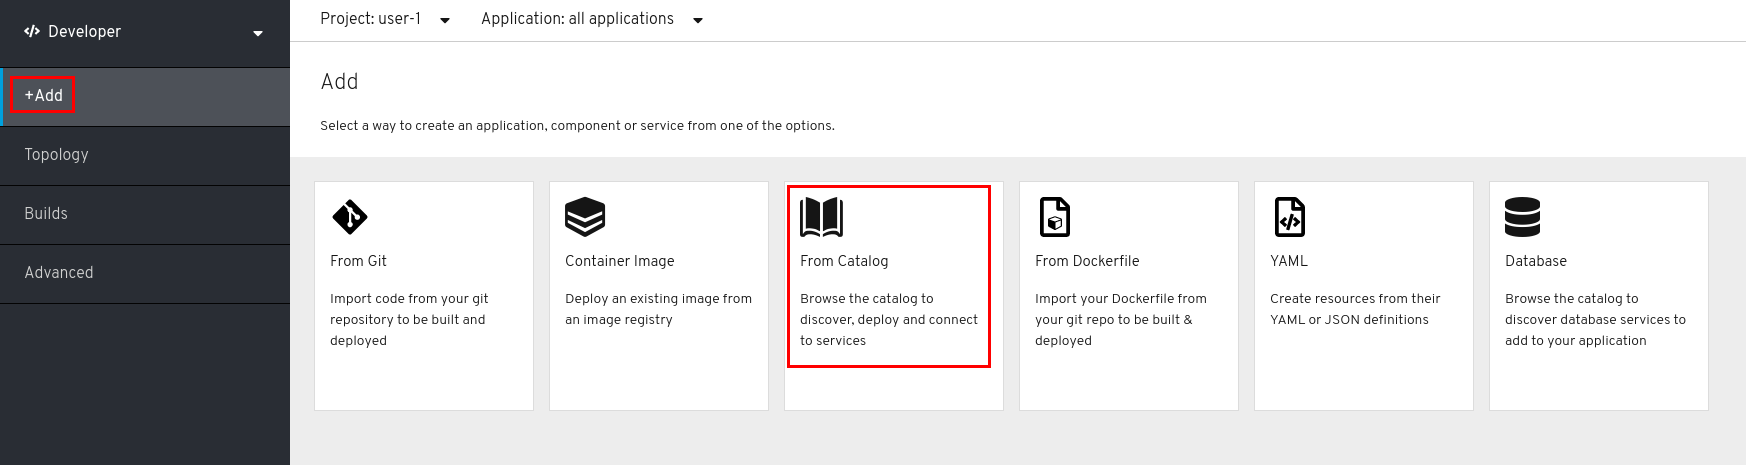 Developer
Project: user-1
Application: all applications
+Add
Topology
Builds
Advanced
Add
Select a way to create an application, component or service from one of the options.
From Git
Import code from your git
repository to be built and
deployed
Container Image
Deploy an existing image from
an image registry
From Catalog
Browse the catalog to
discover, deploy and connect
to services
From Dockerfile
Import your Dockerfile from
your git repo to be built &
deployed
YAML
Create resources from their
YAML or JSON definitions
Database
Browse the catalog to
discover database services to
add to your application